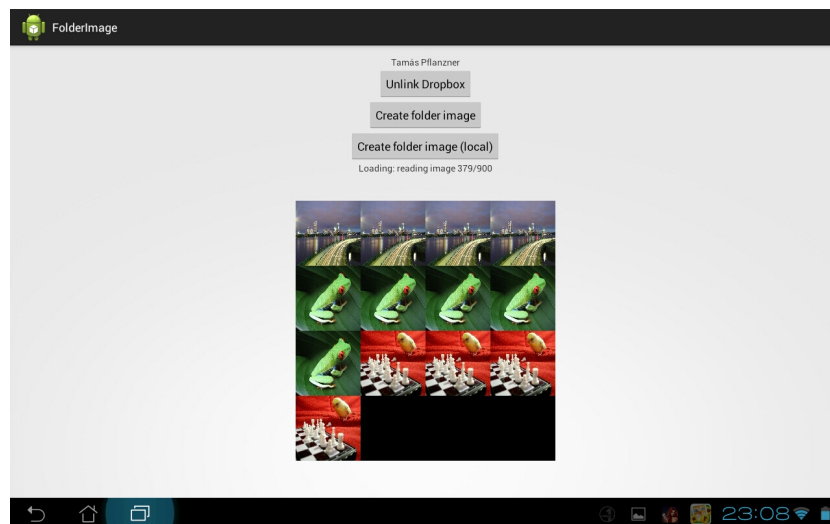 FolderImage
Tamás Pflanzner
Unlink Dropbox
Create folder image
Create folder image (local)
Loading: reading image 379/900
23:08